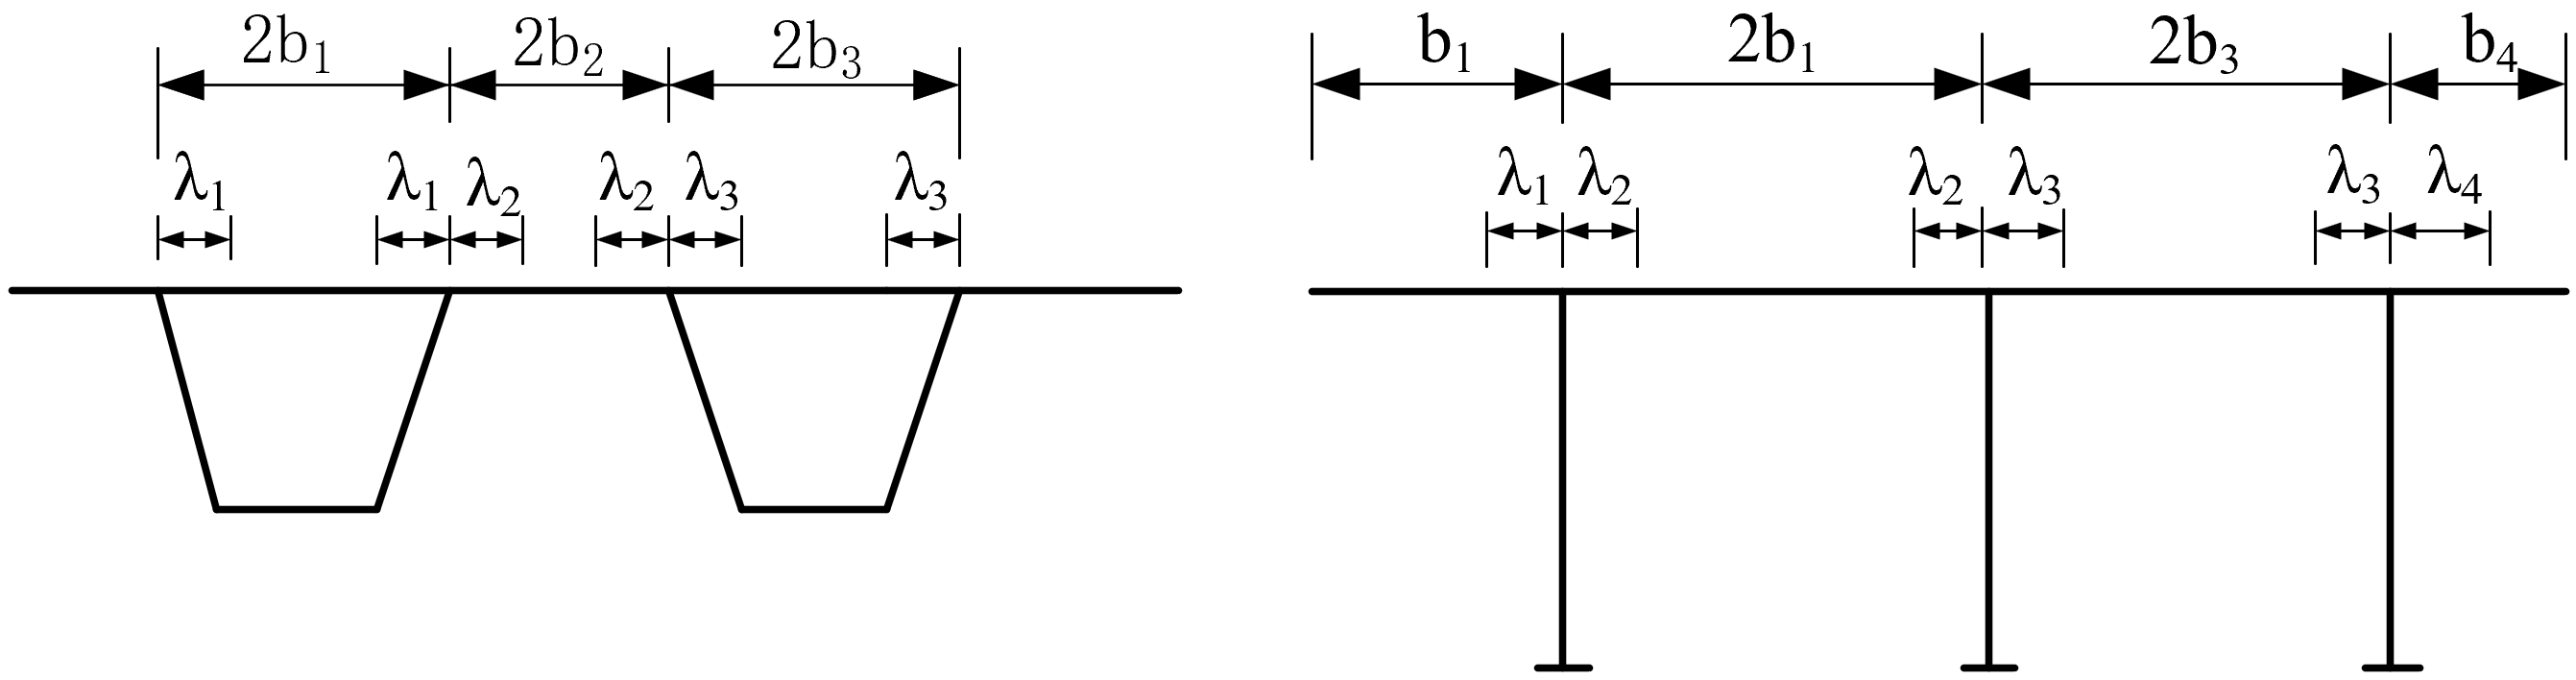 2b₁ 2b₂ 2b₃
λ₁ λ₁ λ₂ λ₂ λ₃ λ₃
b₁ 2b₁ 2b₃ b₄
λ₁ λ₂ λ₂ λ₃ λ₃ λ₄